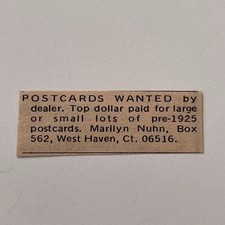 POSTCARDS WANTED by
dealer. Top dollar paid for large
or small lots of pre-1925
postcards. Marilyn Nuhn, Box
562, West Haven, Ct. 06516.